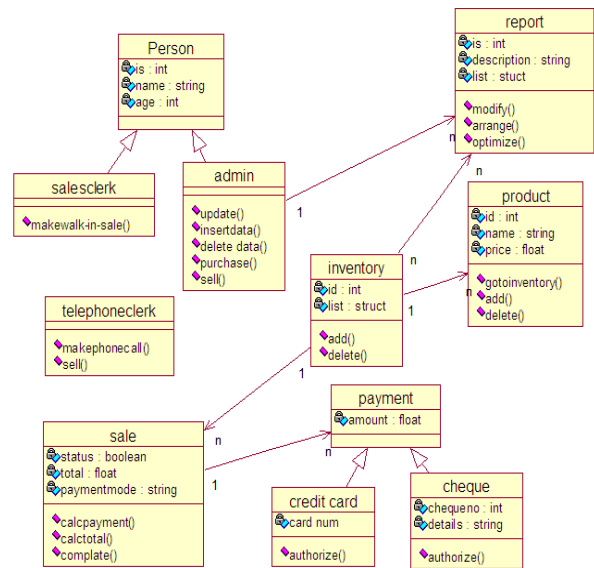 Person
is : int
name : string
age : int
report
is : int
description : string
list : stuct
modify()
arrange()
optimize()
salesclerk
makewalk-in-sale()
admin
update()
insertdata()
delete data()
purchase()
sell()
1
n
n
n
product
id : int
name : string
price : float
gotoinventory()
add()
delete()
inventory
id : int
list : struct
add()
delete()
1
n
1
n
telephoneclerk
makephonecall()
sell()
sale
status : boolean
total : float
paymentmode : string
calcpayment()
calctotal()
complate()
1
n
payment
amount : float
credit card
card num
authorize()
cheque
chequeno : int
details : string
authorize()